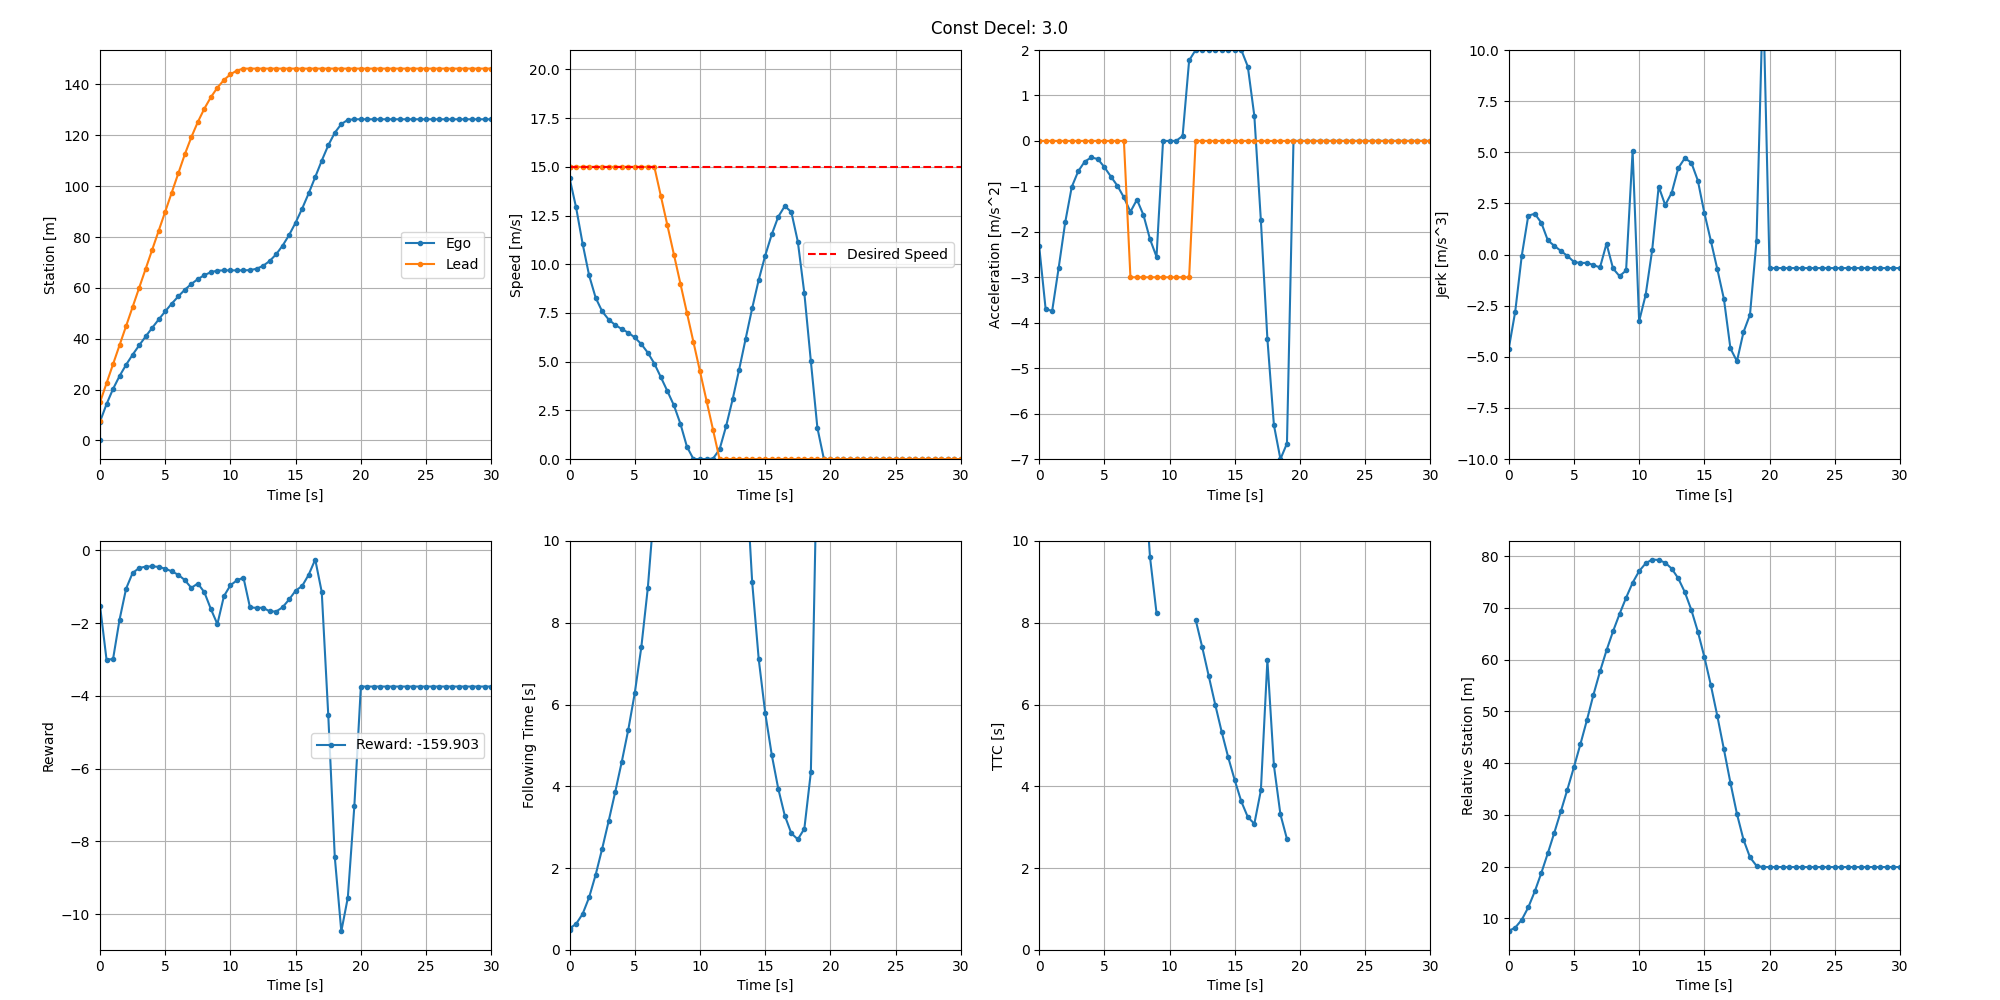 Const Decel: 3.0
Station [m]
140
120
100
80
60
40
20
0
Ego
Lead
0 5 10 15 20 25 30
Time [s]
Speed [m/s]
20.0
17.5
15.0
12.5
10.0
7.5
5.0
2.5
0.0
Desired Speed
0 5 10 15 20 25 30
Time [s]
Acceleration [m/s^2]
2
1
0
−1
−2
−3
−4
−5
−6
−7
0 5 10 15 20 25 30
Time [s]
Jerk [m/s^3]
10.0
7.5
5.0
2.5
0.0
−2.5
−5.0
−7.5
−10.0
0 5 10 15 20 25 30
Time [s]
Reward
0
−2
−4
−6
−8
−10
Reward: -159.903
0 5 10 15 20 25 30
Time [s]
Following Time [s]
10
8
6
4
2
0
0 5 10 15 20 25 30
Time [s]
TTC [s]
10
8
6
4
2
0
0 5 10 15 20 25 30
Time [s]
Relative Station [m]
80
70
60
50
40
30
20
10
0 5 10 15 20 25 30
Time [s]